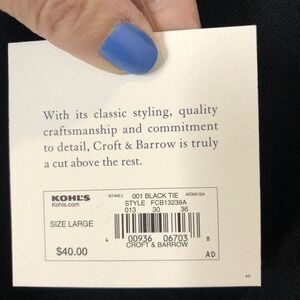 With its classic styling, quality
craftsmanship and commitment
to detail, Croft & Barrow is truly
a cut above the rest.
KOHL'S
Kohls.com
001 BLACK TIE
STYLE FCB13239A
013 30 36
SIZE LARGE
$40.00
4 00936 06703 8
CROFT & BARROW
AD